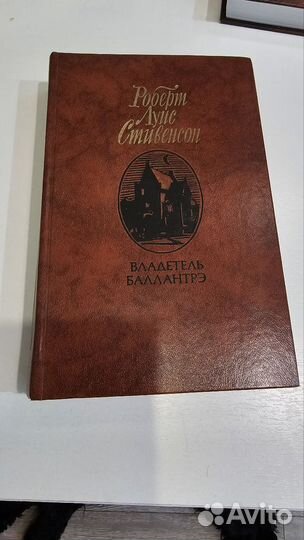 Роберт
Луис
Стивенсон
ВЛАДЕТЕЛЬ
БАЛЛАНТРЭ
Avito